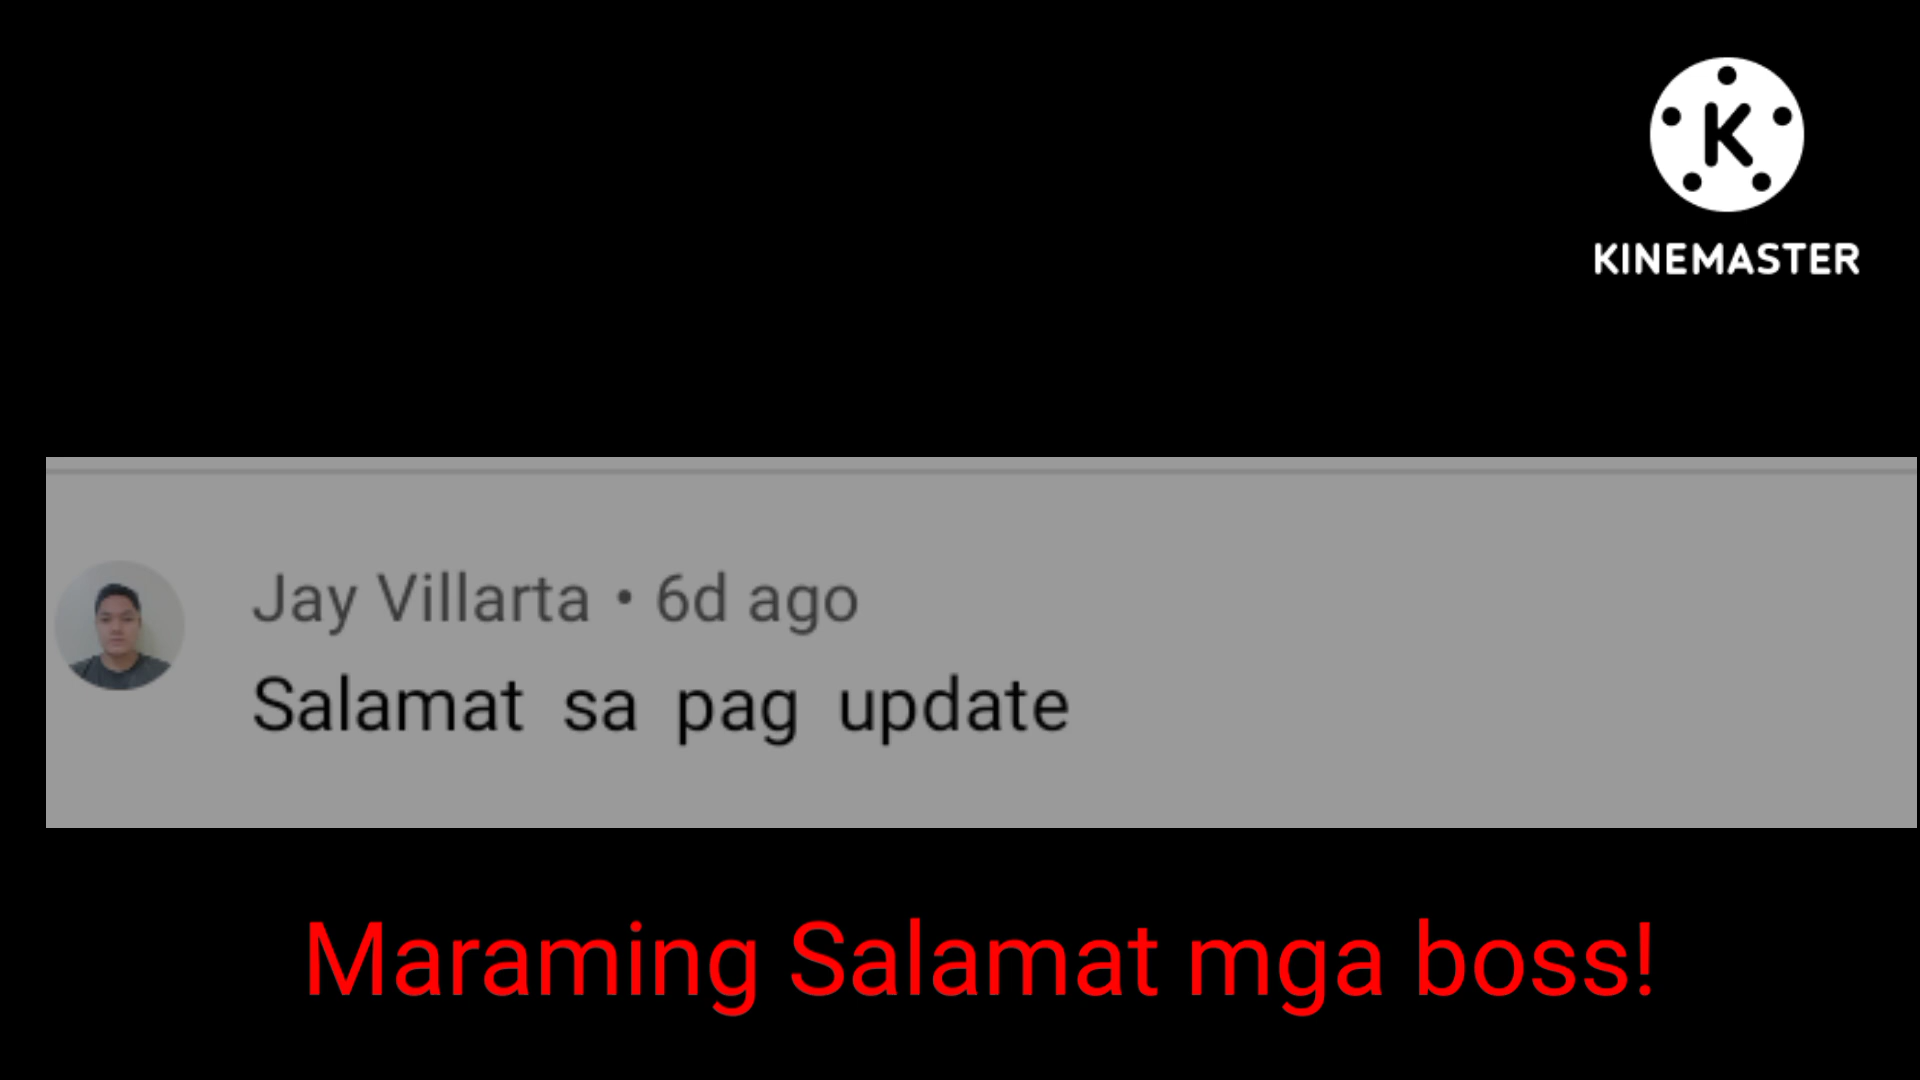 K
KINEMASTER
Jay Villarta • 6d ago
Salamat sa pag update
Maraming Salamat mga boss!